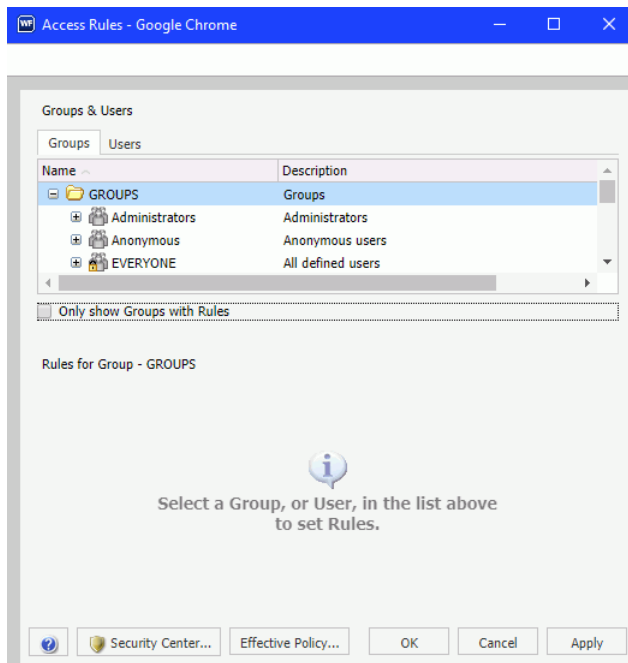 WF Access Rules - Google Chrome
Groups & Users
Groups Users
Name Description
GROUPS Groups
Administrators Administrators
Anonymous Anonymous users
EVERYONE All defined users
Only show Groups with Rules
Rules for Group - GROUPS
Select a Group, or User, in the list above
to set Rules.
? Security Center... Effective Policy... OK Cancel Apply